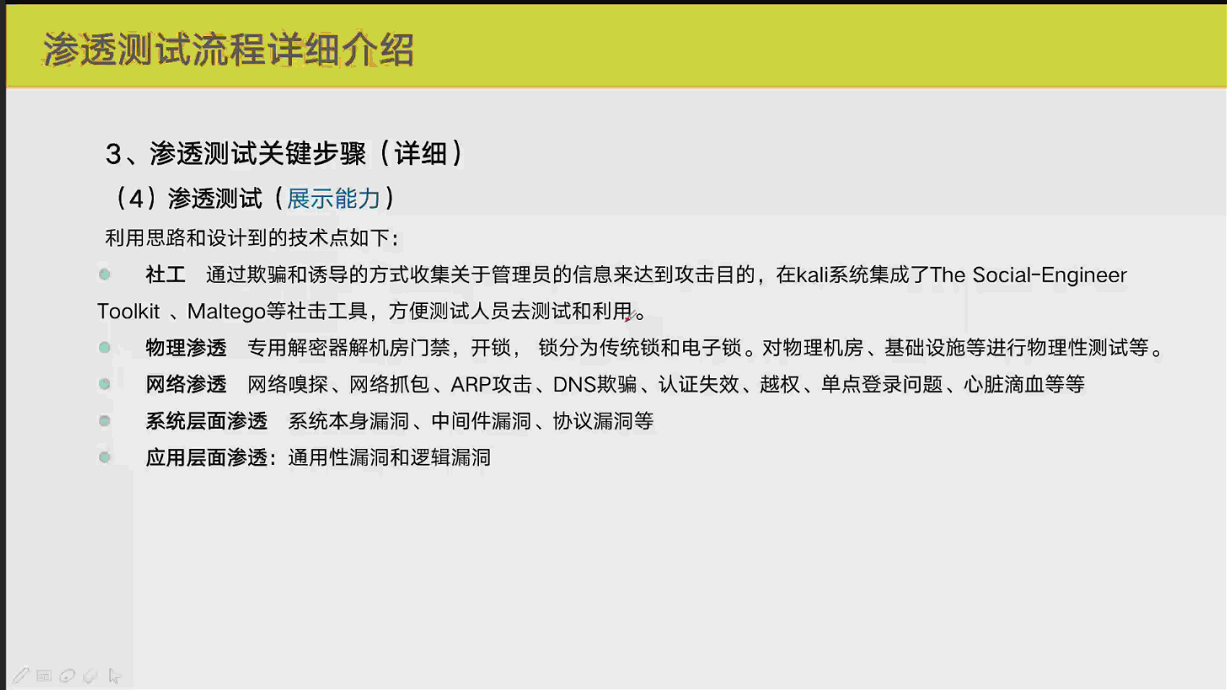 渗透测试流程详细介绍
3、渗透测试关键步骤（详细）
（4）渗透测试（展示能力）
利用思路和设计到的技术点如下：
社工 通过欺骗和诱导的方式收集关于管理员的信息来达到攻击目的，在kali系统集成了The Social-Engineer
Toolkit 、Maltego等社击工具，方便测试人员去测试和利用。
物理渗透 专用解密器解机房门禁，开锁， 锁分为传统锁和电子锁。对物理机房、基础设施等进行物理性测试等。
网络渗透 网络嗅探、网络抓包、ARP攻击、DNS欺骗、认证失效、越权、单点登录问题、心脏滴血等等
系统层面渗透 系统本身漏洞、中间件漏洞、协议漏洞等
应用层面渗透：通用性漏洞和逻辑漏洞